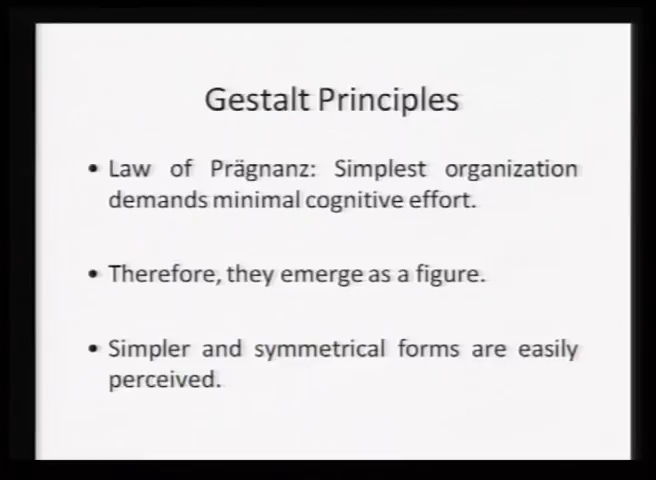 Gestalt Principles
• Law of Prägnanz: Simplest organization
demands minimal cognitive effort.
• Therefore, they emerge as a figure.
• Simpler and symmetrical forms are easily
perceived.